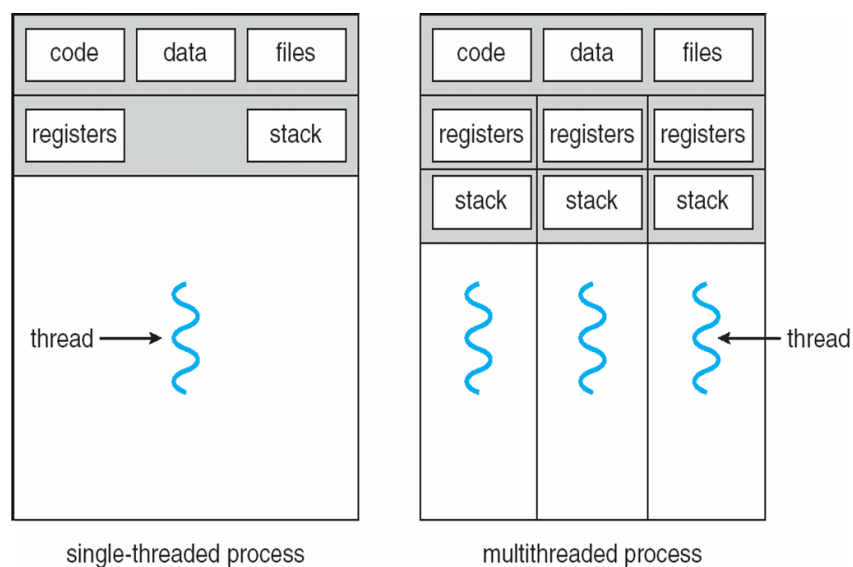 code data files
registers stack
thread
single-threaded process
code data files
registers registers registers
stack stack stack
thread
multithreaded process